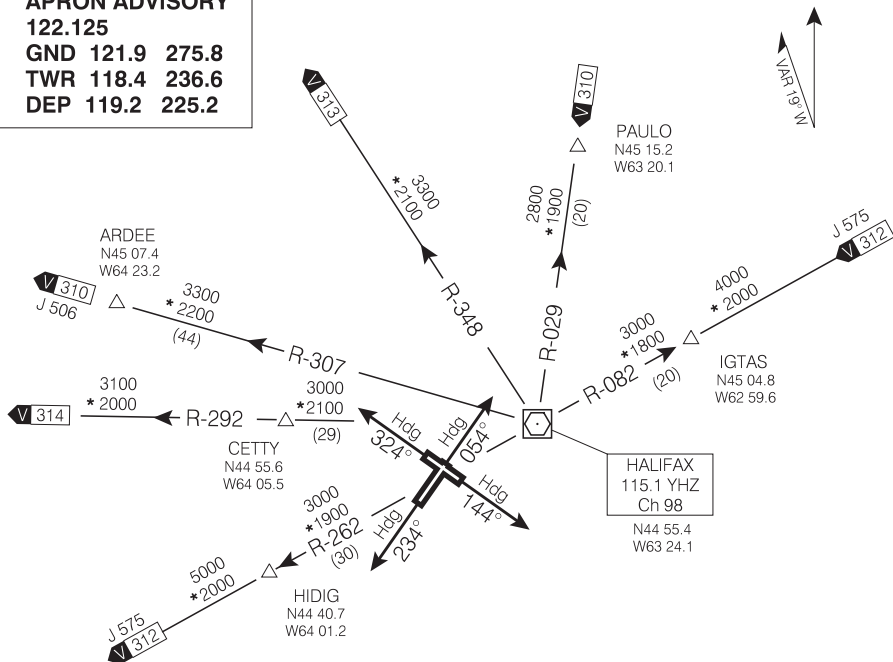 APRON ADVISORY
122.125
GND 121.9 275.8
TWR 118.4 236.6
DEP 119.2 225.2
V 313
3300
*2100
R-348
V 310
PAULO
N45 15.2
W63 20.1
2800
*1900
(20)
R-029
VAR 19° W
J 575
V 312
4000
*2000
3000
*1800
R-082
(20)
IGTAS
N45 04.8
W62 59.6
ARDEE
N45 07.4
W64 23.2
V 310
J 506
3300
*2200
(44)
R-307
3100
*2000
V 314
R-292
3000
*2100
(29)
CETTY
N44 55.6
W64 05.5
Hdg
324°
Hdg
054°
Hdg
144°
Hdg
234°
HALIFAX
115.1 YHZ
Ch 98
N44 55.4
W63 24.1
3000
*1900
R-262
(30)
HIDIG
N44 40.7
W64 01.2
5000
*2000
J 575
V 312